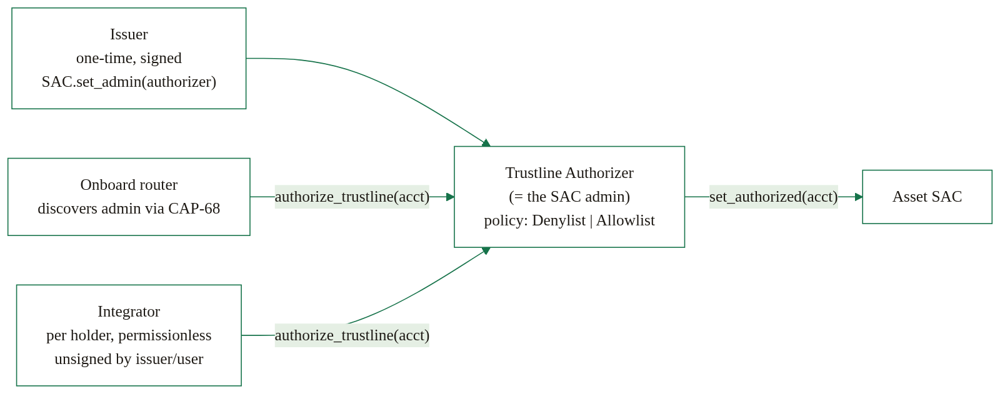 Issuer
one-time, signed
SAC.set_admin(authorizer)
Onboard router
discovers admin via CAP-68
authorize_trustline(acct)
Integrator
per holder, permissionless
unsigned by issuer/user
authorize_trustline(acct)
Trustline Authorizer
(= the SAC admin)
policy: Denylist | Allowlist
set_authorized(acct)
Asset SAC